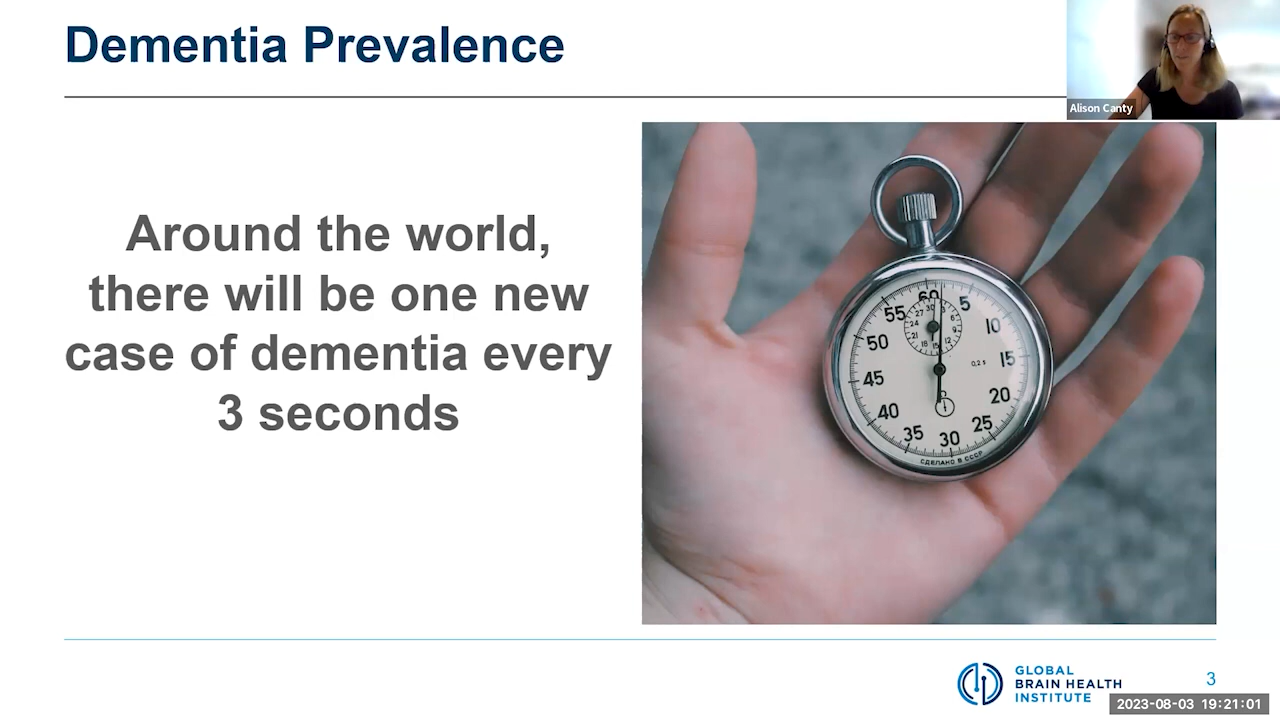 Dementia Prevalence
Alison Canty
Around the world,
there will be one new
case of dementia every
3 seconds
60
5
10
15
20
25
30
35
40
45
50
55
0,2 s
СДЕЛАНО В СССР
GLOBAL
BRAIN HEALTH
INSTITUTE
3
2023-08-03 19:21:01